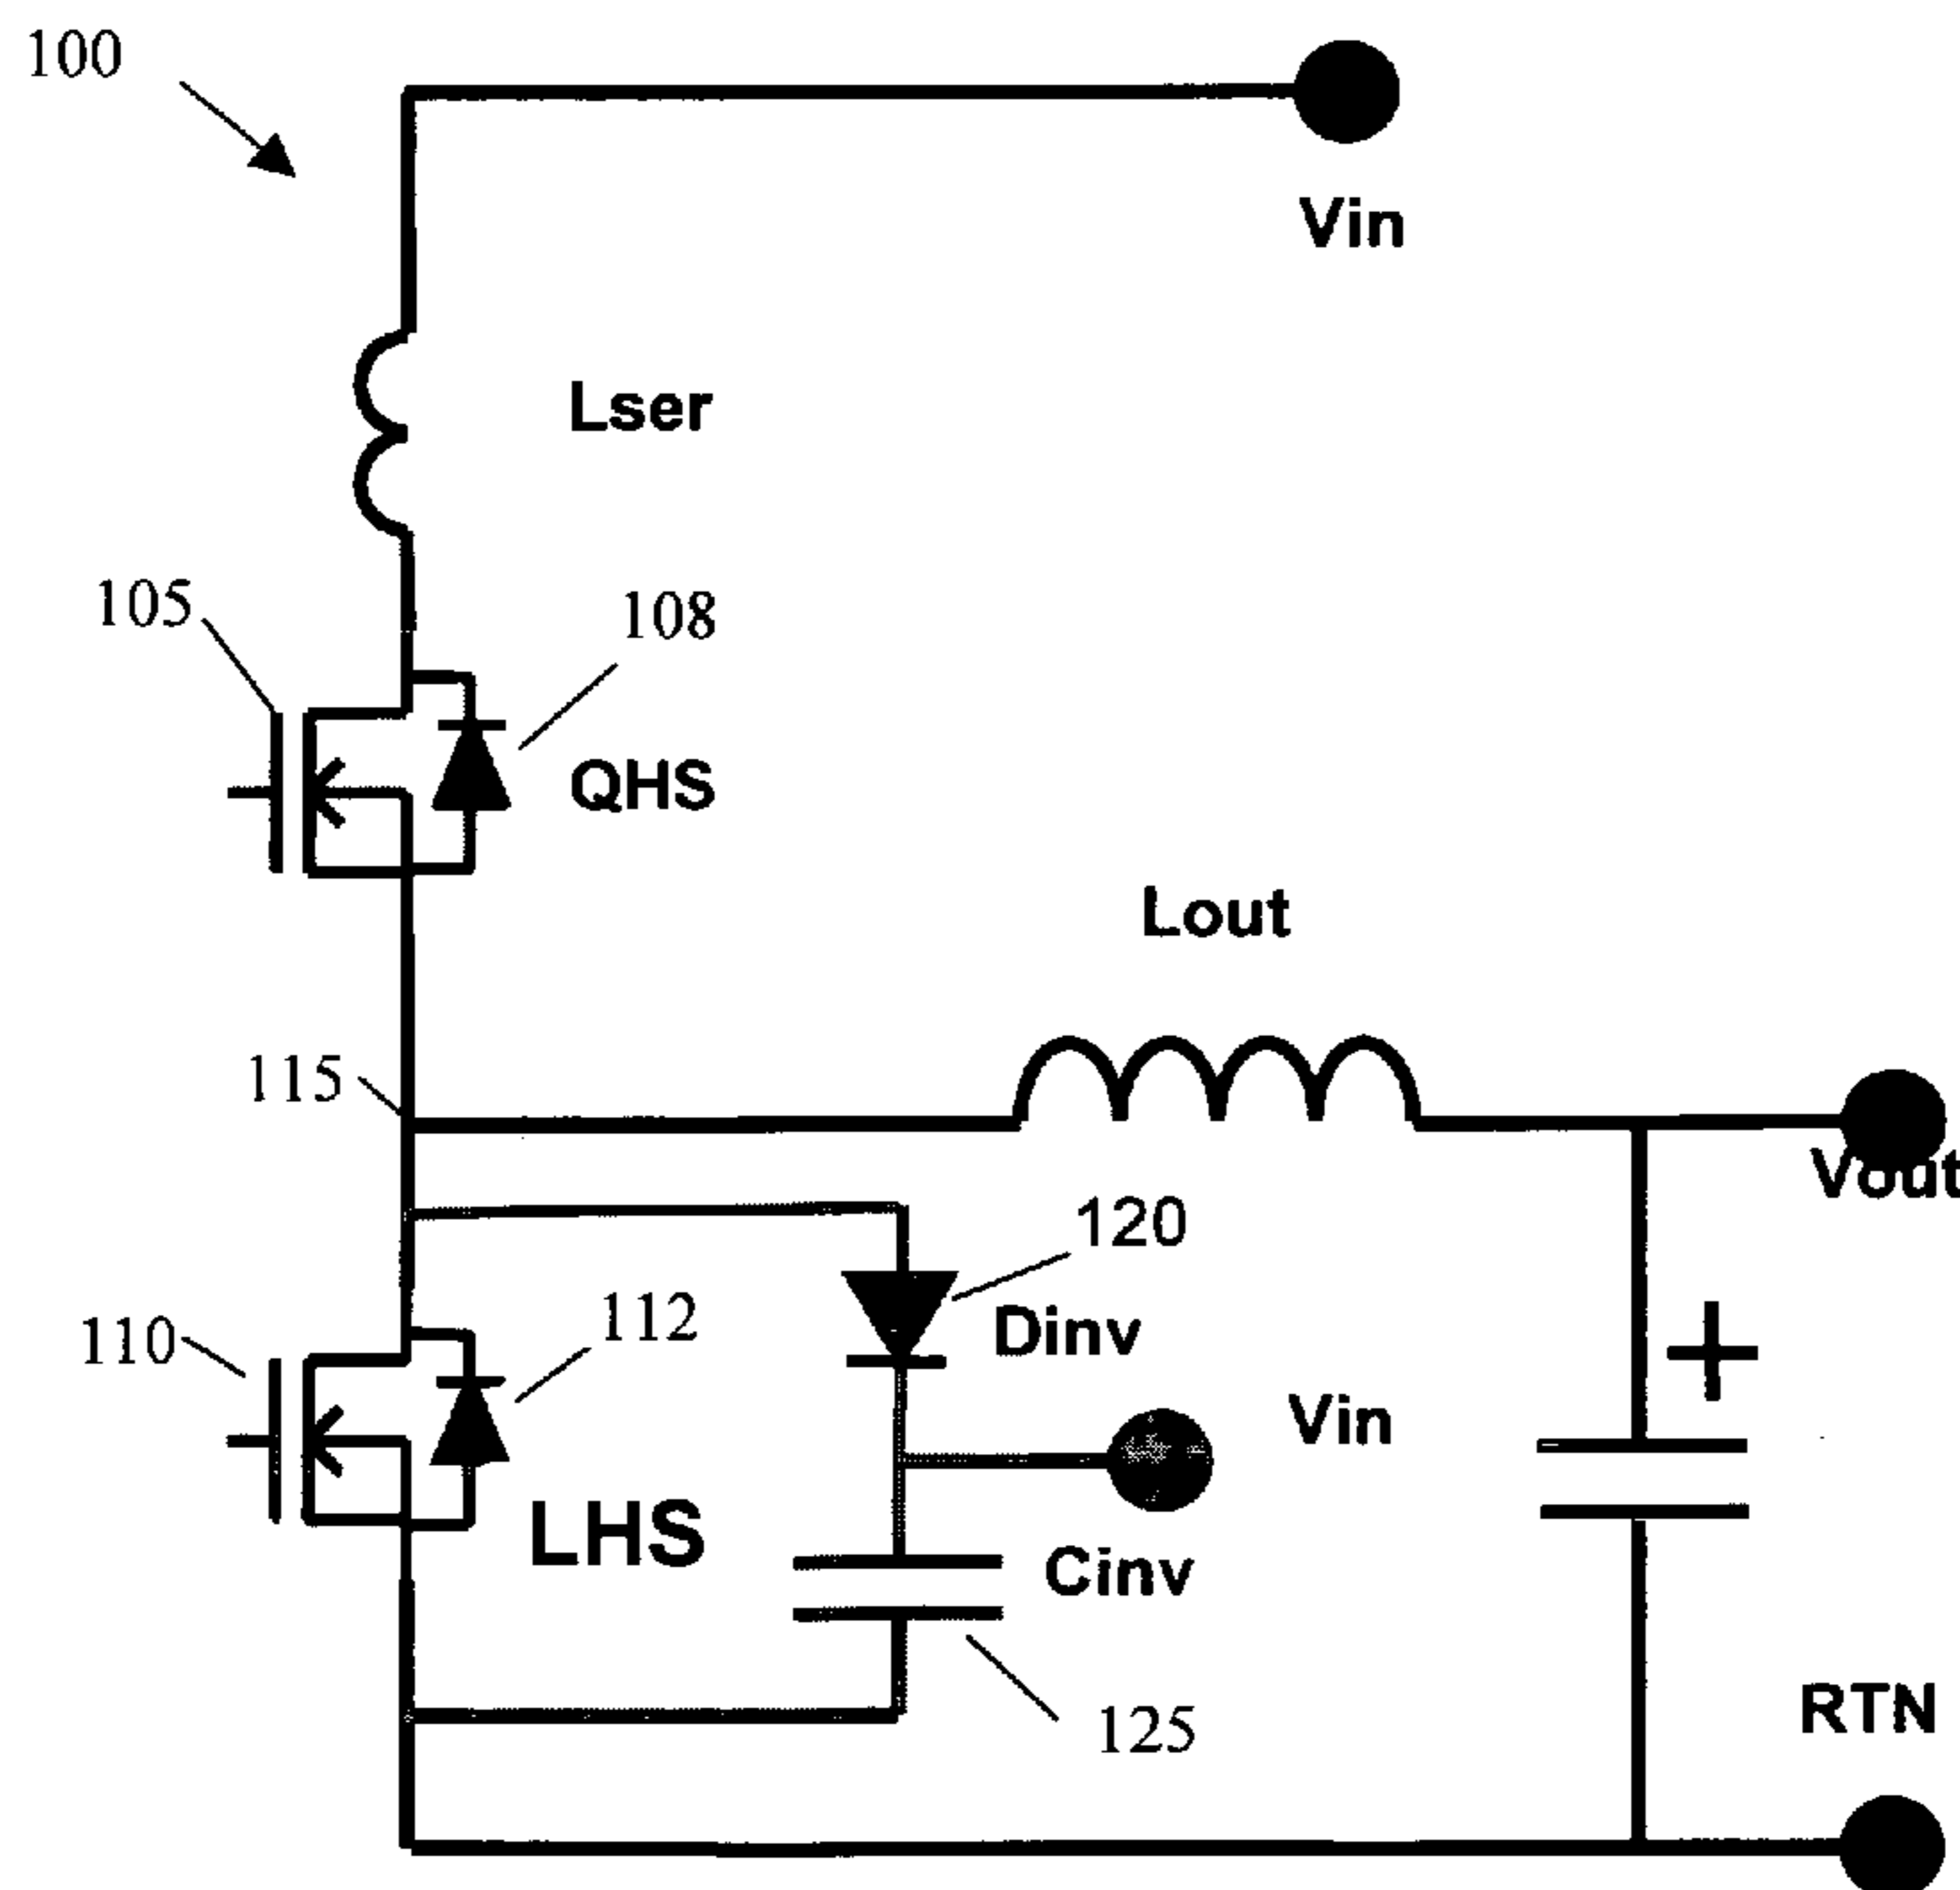 100
Vin
Lser
105
108
QHS
Lout
115
Vout
120
Dinv
112
110
Vin
LHS
Cinv
RTN
125